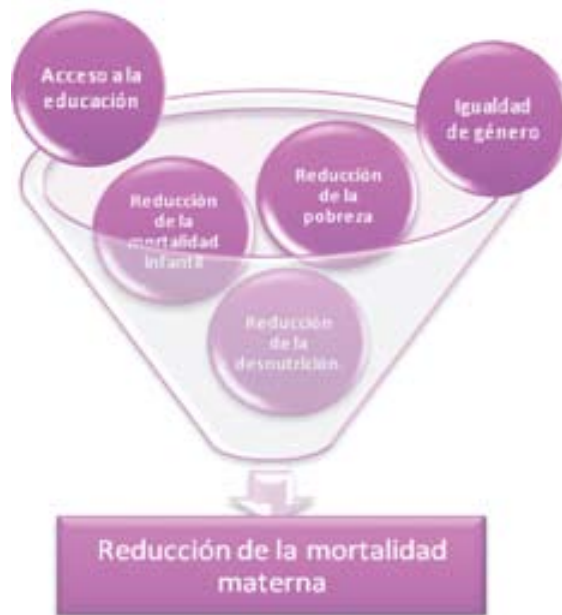 Acceso a la
educación
Igualdad
de género
Reducción
de la
mortalidad
infantil
Reducción
de la
pobreza
Reducción
de la
desnutrición
Reducción de la mortalidad
materna